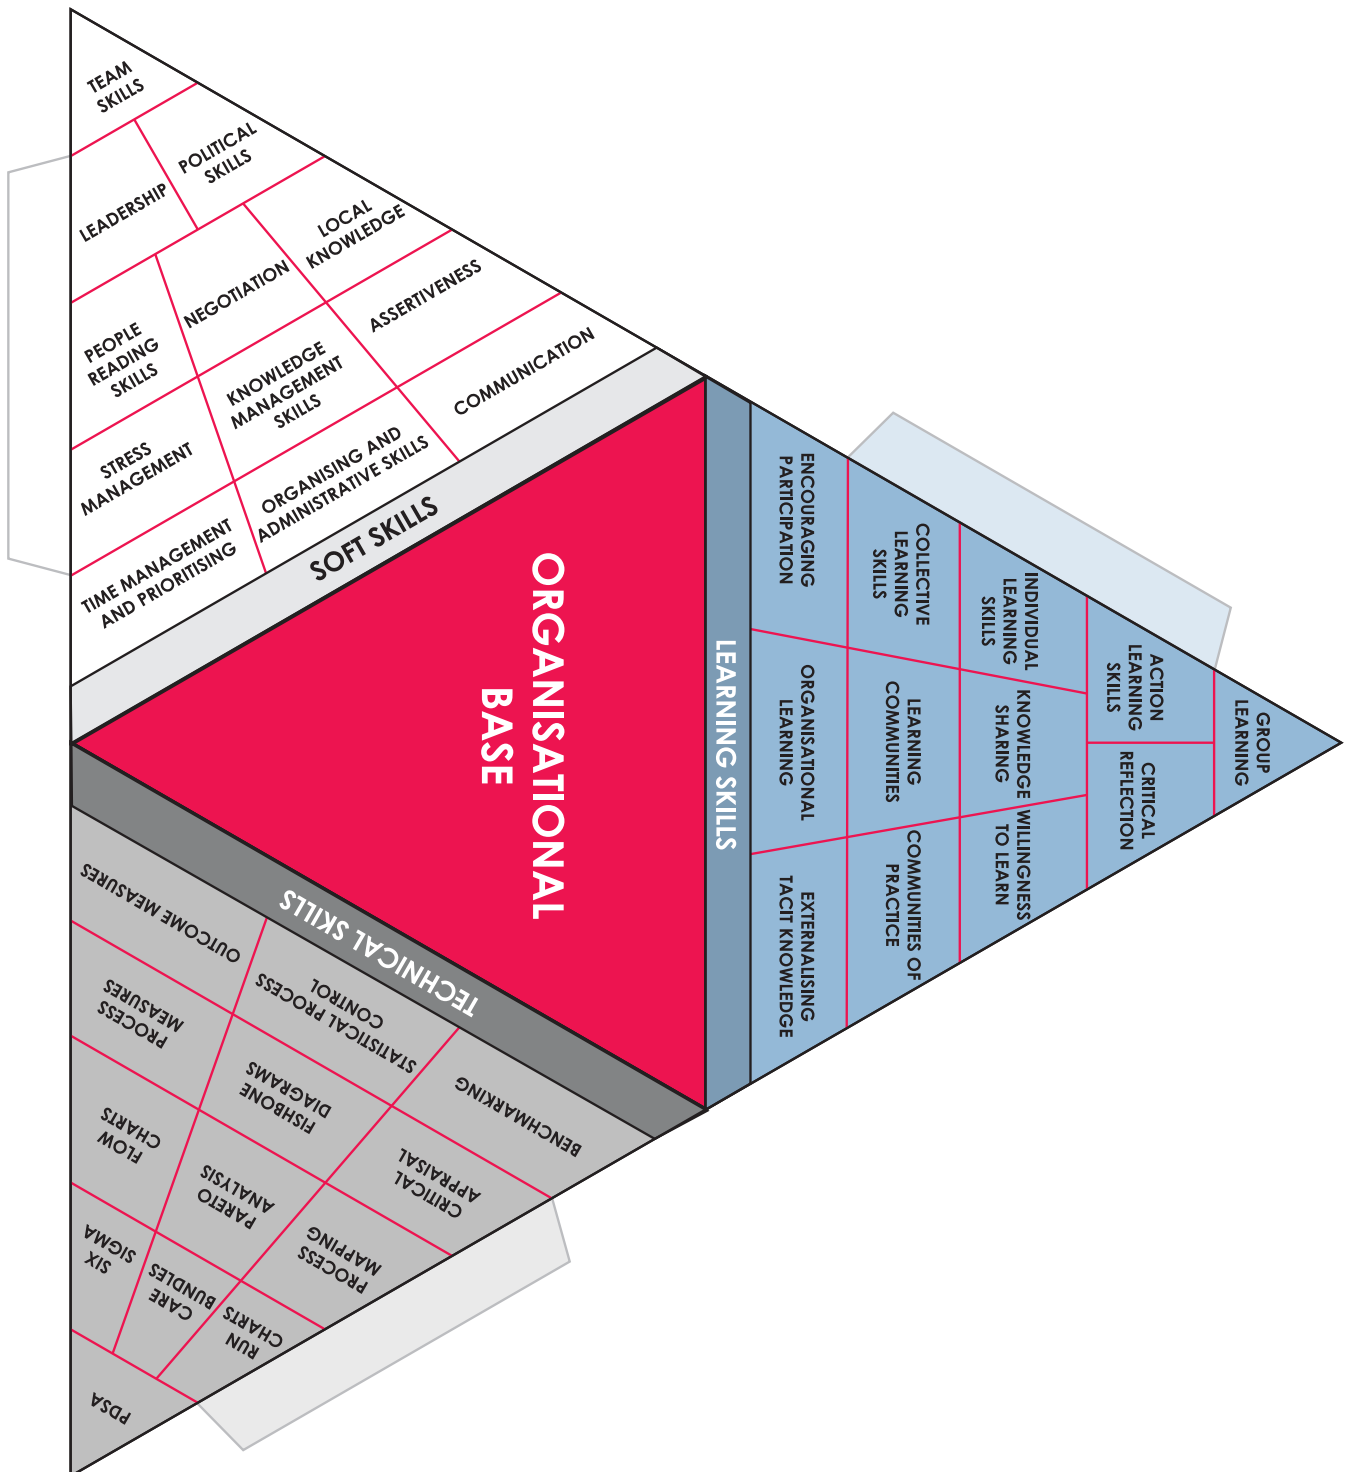 TEAM
SKILLS
POLITICAL
SKILLS
LEADERSHIP
LOCAL
KNOWLEDGE
NEGOTIATION
PEOPLE
READING
SKILLS
ASSERTIVENESS
KNOWLEDGE
MANAGEMENT
SKILLS
STRESS
MANAGEMENT
COMMUNICATION
ORGANISING AND
ADMINISTRATIVE SKILLS
TIME MANAGEMENT
AND PRIORITISING
SOFT SKILLS
ORGANISATIONAL
BASE
LEARNING SKILLS
ENCOURAGING
PARTICIPATION
ORGANISATIONAL
LEARNING
EXTERNALISING
TACIT KNOWLEDGE
COLLECTIVE
LEARNING
SKILLS
LEARNING
COMMUNITIES
COMMUNITIES OF
PRACTICE
INDIVIDUAL
LEARNING
SKILLS
KNOWLEDGE
SHARING
WILLINGNESS
TO LEARN
ACTION
LEARNING
SKILLS
CRITICAL
REFLECTION
GROUP
LEARNING
TECHNICAL SKILLS
OUTCOME MEASURES
STATISTICAL PROCESS
CONTROL
BENCHMARKING
PROCESS
MEASURES
FISHBONE
DIAGRAMS
CRITICAL
APPRAISAL
FLOW
CHARTS
PARETO
ANALYSIS
PROCESS
MAPPING
SIX
SIGMA
CARE
BUNDLES
RUN
CHARTS
PDSA